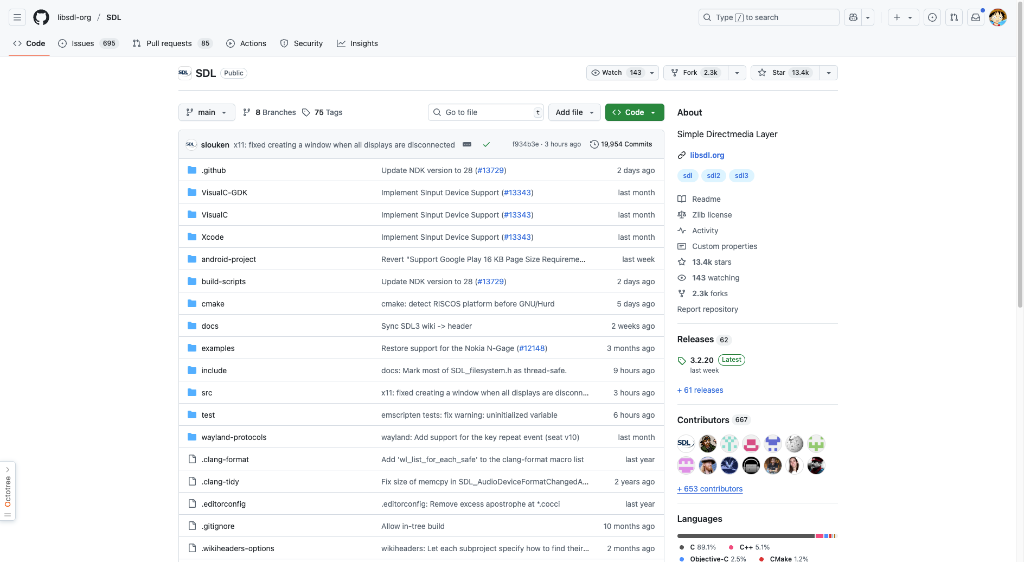 libsdl-org / SDL
Type / to search
Code
Issues 695
Pull requests 85
Actions
Security
Insights
SDL SDL Public
Watch 143
Fork 2.3k
Star 13.4k
main
8 Branches
75 Tags
Go to file t
Add file
Code
slouken x11: fixed creating a window when all displays are disconnected f934b3e · 3 hours ago 19,954 Commits
.github Update NDK version to 28 (#13729) 2 days ago
VisualC-GDK Implement SInput Device Support (#13343) last month
VisualC Implement SInput Device Support (#13343) last month
Xcode Implement SInput Device Support (#13343) last month
android-project Revert "Support Google Play 16 KB Page Size Requireme... last week
build-scripts Update NDK version to 28 (#13729) 2 days ago
cmake cmake: detect RISCOS platform before GNU/Hurd 5 days ago
docs Sync SDL3 wiki -> header 2 weeks ago
examples Restore support for the Nokia N-Gage (#12148) 3 months ago
include docs: Mark most of SDL_filesystem.h as thread-safe. 9 hours ago
src x11: fixed creating a window when all displays are disconn... 3 hours ago
test emscripten tests: fix warning: uninitialized variable 6 hours ago
wayland-protocols wayland: Add support for the key repeat event (seat v10) last month
.clang-format Add 'wl_list_for_each_safe' to the clang-format macro list last year
.clang-tidy Fix size of memcpy in SDL_AudioDeviceFormatChangedA... 2 years ago
.editorconfig .editorconfig: Remove excess apostrophe at *.cocci last year
.gitignore Allow in-tree build 10 months ago
.wikiheaders-options wikiheaders: Let each subproject specify how to find their... 2 months ago
About
Simple Directmedia Layer
libsdl.org
sdl sdl2 sdl3
Readme
Zlib license
Activity
Custom properties
13.4k stars
143 watching
2.3k forks
Report repository
Releases 62
3.2.20 Latest
last week
+ 61 releases
Contributors 667
SDL
+ 653 contributors
Languages
C 89.1% C++ 5.1%
Objective-C 2.5% CMake 1.2%
Octotree